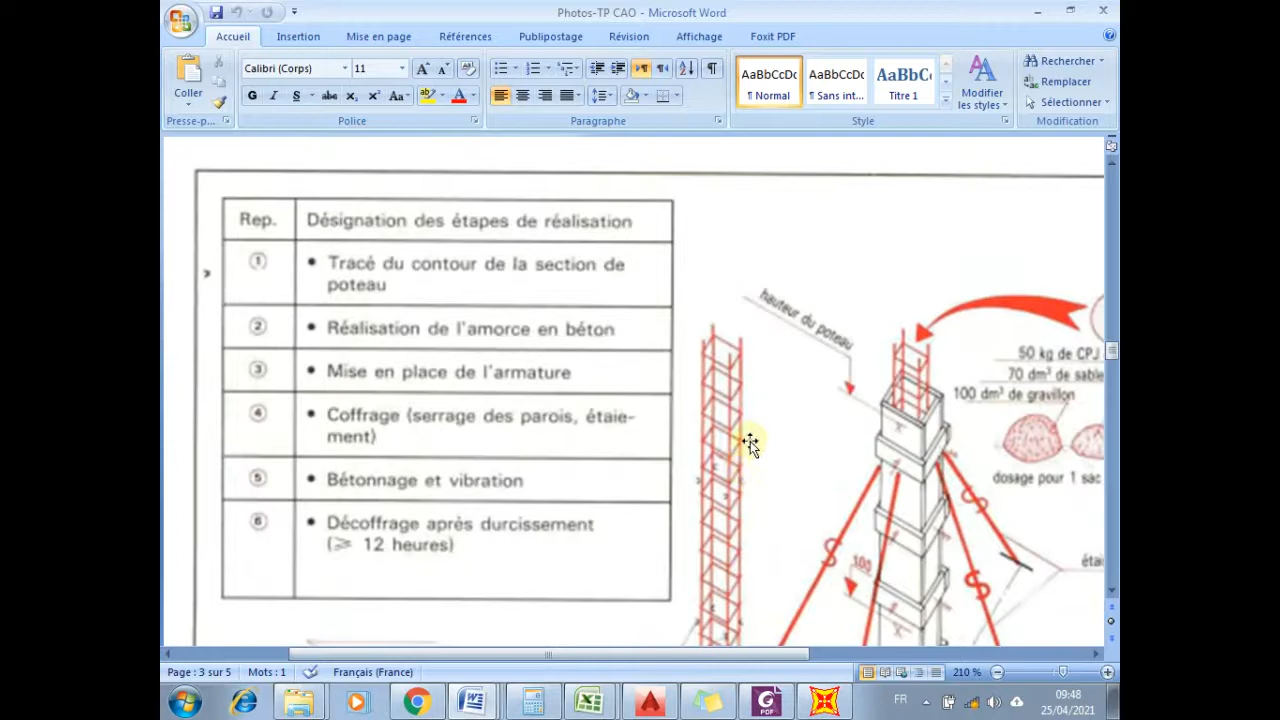 Photos-TP CAO - Microsoft Word
Accueil Insertion Mise en page Références Publipostage Révision Affichage Foxit PDF
Coller
Presse-p...
Calibri (Corps) 11
Police
Paragraphe
AaBbCcDc AaBbCcDc AaBbC
¶ Normal ¶ Sans int... Titre 1
Modifier
les styles
Style
Rechercher
Remplacer
Sélectionner
Modification
Rep. Désignation des étapes de réalisation
① • Tracé du contour de la section de
poteau
② • Réalisation de l'amorce en béton
③ • Mise en place de l'armature
④ • Coffrage (serrage des parois, étaie-
ment)
⑤ • Bétonnage et vibration
⑥ • Décoffrage après durcissement
(⩾ 12 heures)
hauteur du poteau
50 kg de CPJ
70 dm³ de sable
100 dm³ de gravillon
dosage pour 1 sac
étai
100
Page : 3 sur 5 Mots : 1 Français (France) 210 %
FR 09:48
25/04/2021